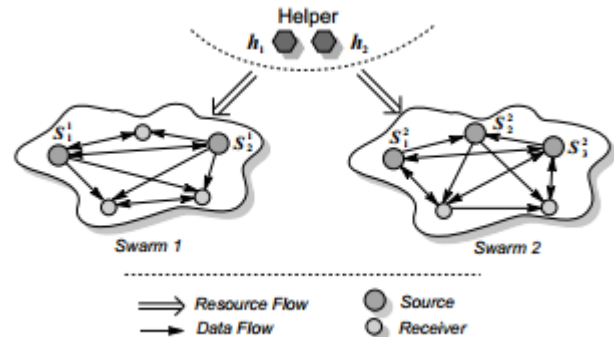 Helper
h₁ h₂
S₁¹ S₂¹
S₁² S₂² S₃²
Swarm 1 Swarm 2
Resource Flow Source
Data Flow Receiver